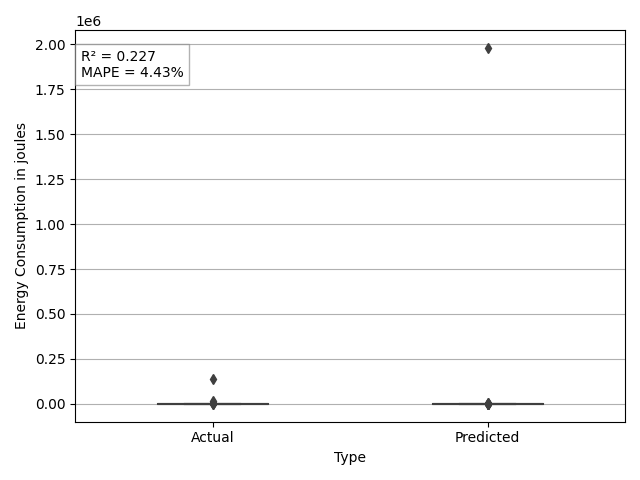 1e6
2.00
R² = 0.227
MAPE = 4.43%
1.75
1.50
1.25
1.00
0.75
0.50
0.25
0.00
Energy Consumption in joules
Actual Predicted
Type